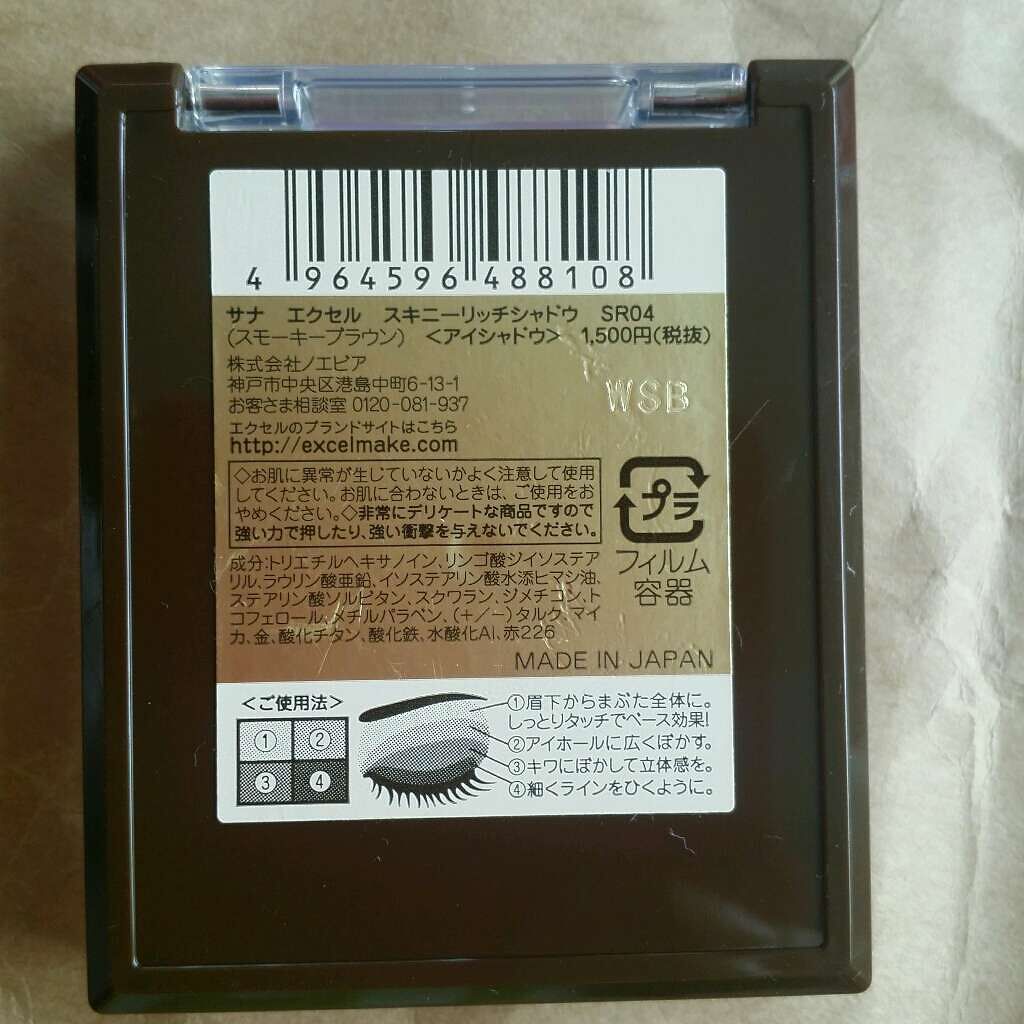 4 964596 488108
サナ エクセル スキニーリッチシャドウ SR04
(スモーキーブラウン) <アイシャドウ> 1,500円(税抜)
株式会社ノエビア
神戸市中央区港島中町6-13-1
お客さま相談室 0120-081-937
エクセルのブランドサイトはこちら
http://excelmake.com
WSB
◇お肌に異常が生じていないかよく注意して使用
してください。お肌に合わないときは、ご使用をお
やめください。◇非常にデリケートな商品ですので
強い力で押したり、強い衝撃を与えないでください。
プラ
フィルム
容器
成分:トリエチルヘキサノイン、リンゴ酸ジイソステア
リル、ラウリン酸亜鉛、イソステアリン酸水添ヒマシ油、
ステアリン酸ソルビタン、スクワラン、ジメチコン、ト
コフェロール、メチルパラベン、(+/-)タルク、マイ
カ、金、酸化チタン、酸化鉄、水酸化Al、赤226
MADE IN JAPAN
<ご使用法>
① ②
③ ④
①眉下からまぶた全体に。
しっとりタッチでベース効果!
②アイホールに広くぼかす。
③キワにぼかして立体感を。
④細くラインをひくように。